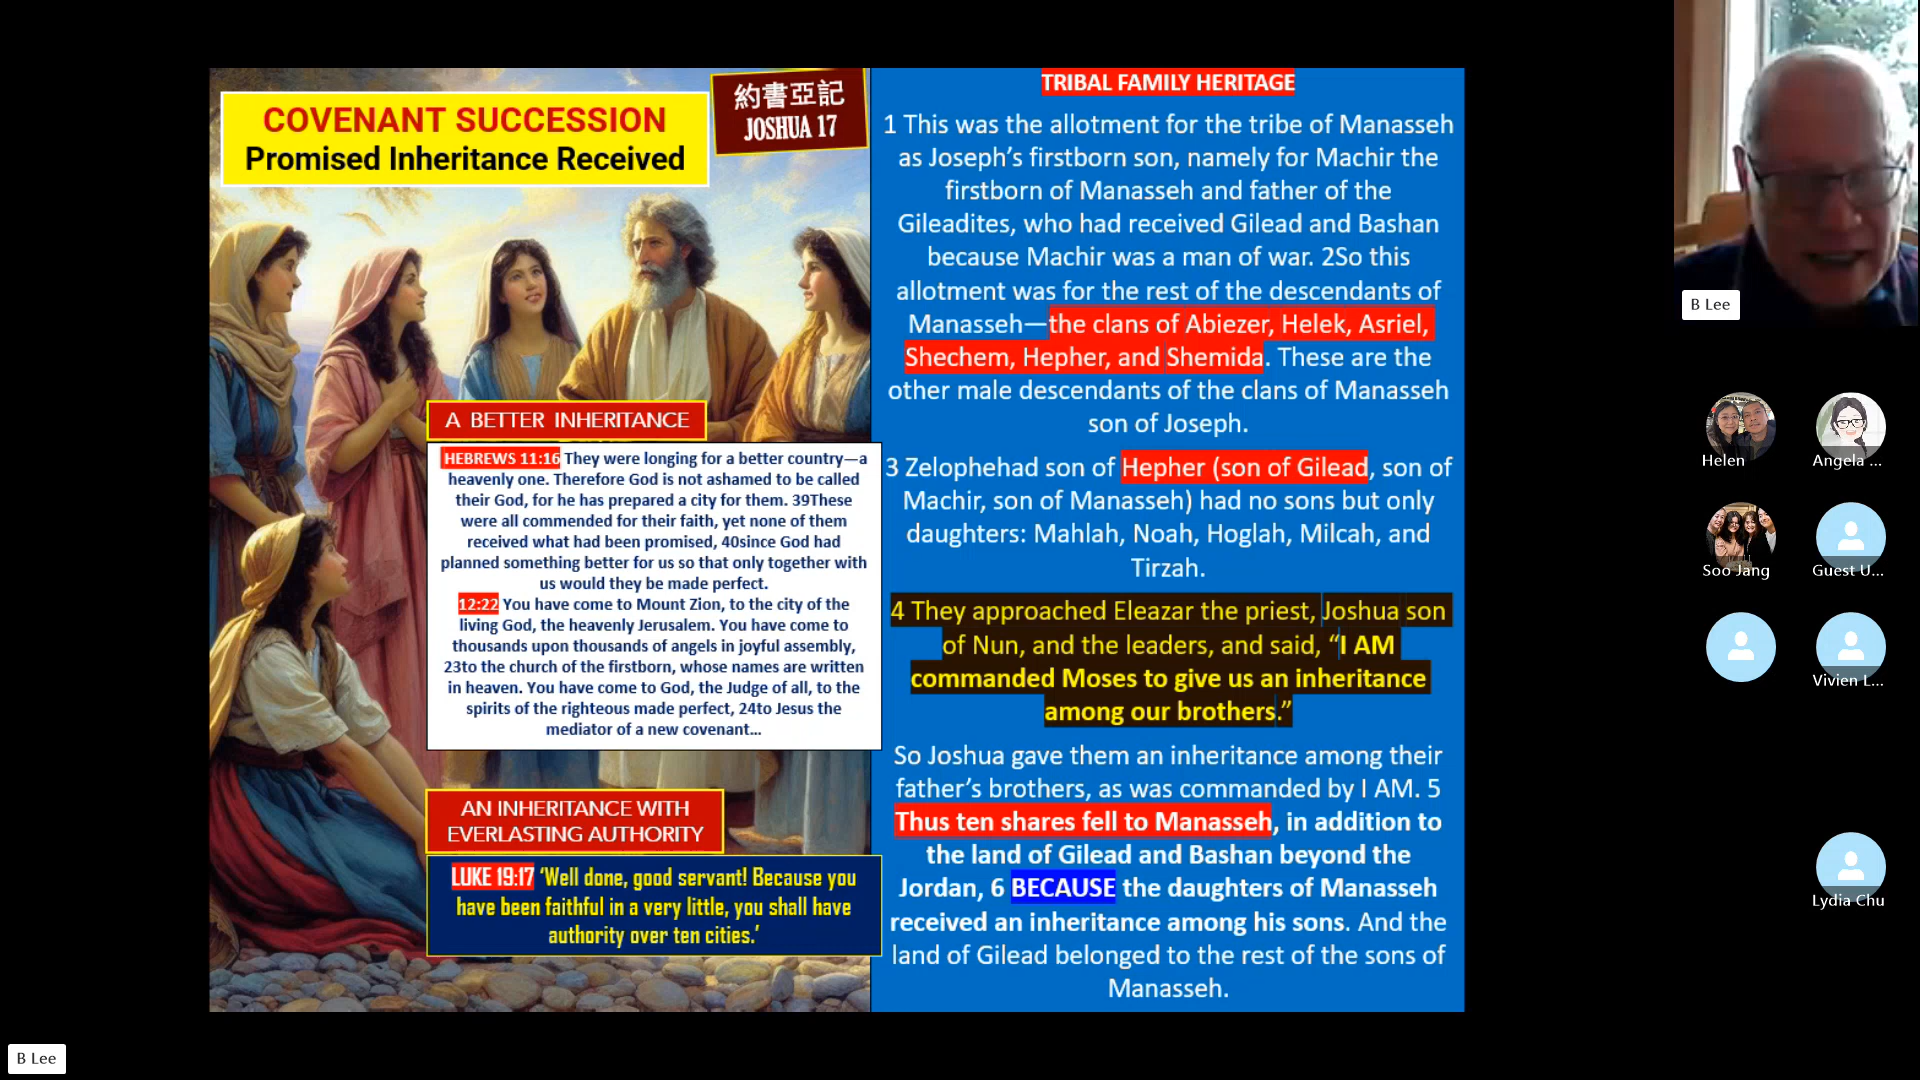 COVENANT SUCCESSION
Promised Inheritance Received
約書亞記
JOSHUA 17
A BETTER INHERITANCE
HEBREWS 11:16 They were longing for a better country—a
heavenly one. Therefore God is not ashamed to be called
their God, for he has prepared a city for them. 39These
were all commended for their faith, yet none of them
received what had been promised, 40since God had
planned something better for us so that only together with
us would they be made perfect.
12:22 You have come to Mount Zion, to the city of the
living God, the heavenly Jerusalem. You have come to
thousands upon thousands of angels in joyful assembly,
23to the church of the firstborn, whose names are written
in heaven. You have come to God, the Judge of all, to the
spirits of the righteous made perfect, 24to Jesus the
mediator of a new covenant...
AN INHERITANCE WITH
EVERLASTING AUTHORITY
LUKE 19:17 ‘Well done, good servant! Because you
have been faithful in a very little, you shall have
authority over ten cities.’
TRIBAL FAMILY HERITAGE
1 This was the allotment for the tribe of Manasseh
as Joseph’s firstborn son, namely for Machir the
firstborn of Manasseh and father of the
Gileadites, who had received Gilead and Bashan
because Machir was a man of war. 2So this
allotment was for the rest of the descendants of
Manasseh—the clans of Abiezer, Helek, Asriel,
Shechem, Hepher, and Shemida. These are the
other male descendants of the clans of Manasseh
son of Joseph.
3 Zelophehad son of Hepher (son of Gilead, son of
Machir, son of Manasseh) had no sons but only
daughters: Mahlah, Noah, Hoglah, Milcah, and
Tirzah.
4 They approached Eleazar the priest, Joshua son
of Nun, and the leaders, and said, “I AM
commanded Moses to give us an inheritance
among our brothers.”
So Joshua gave them an inheritance among their
father’s brothers, as was commanded by I AM. 5
Thus ten shares fell to Manasseh, in addition to
the land of Gilead and Bashan beyond the
Jordan, 6 BECAUSE the daughters of Manasseh
received an inheritance among his sons. And the
land of Gilead belonged to the rest of the sons of
Manasseh.
B Lee
Helen
Angela ...
Soo Jang
Guest U...
Vivien L...
Lydia Chu
B Lee